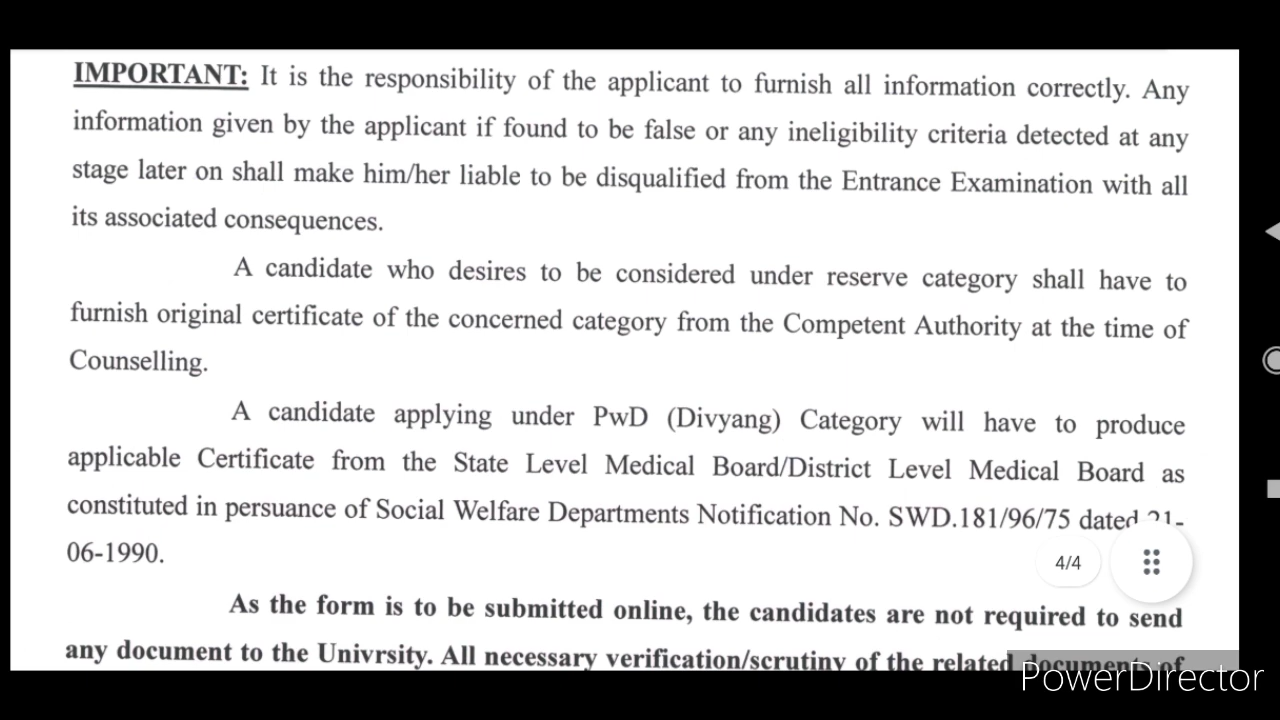 IMPORTANT: It is the responsibility of the applicant to furnish all information correctly. Any
information given by the applicant if found to be false or any ineligibility criteria detected at any
stage later on shall make him/her liable to be disqualified from the Entrance Examination with all
its associated consequences.
A candidate who desires to be considered under reserve category shall have to
furnish original certificate of the concerned category from the Competent Authority at the time of
Counselling.
A candidate applying under PwD (Divyang) Category will have to produce
applicable Certificate from the State Level Medical Board/District Level Medical Board as
constituted in persuance of Social Welfare Departments Notification No. SWD.181/96/75 dated 21-
06-1990.
4/4
As the form is to be submitted online, the candidates are not required to send
any document to the Univrsity. All necessary verification/scrutiny of the related documents of
PowerDirector